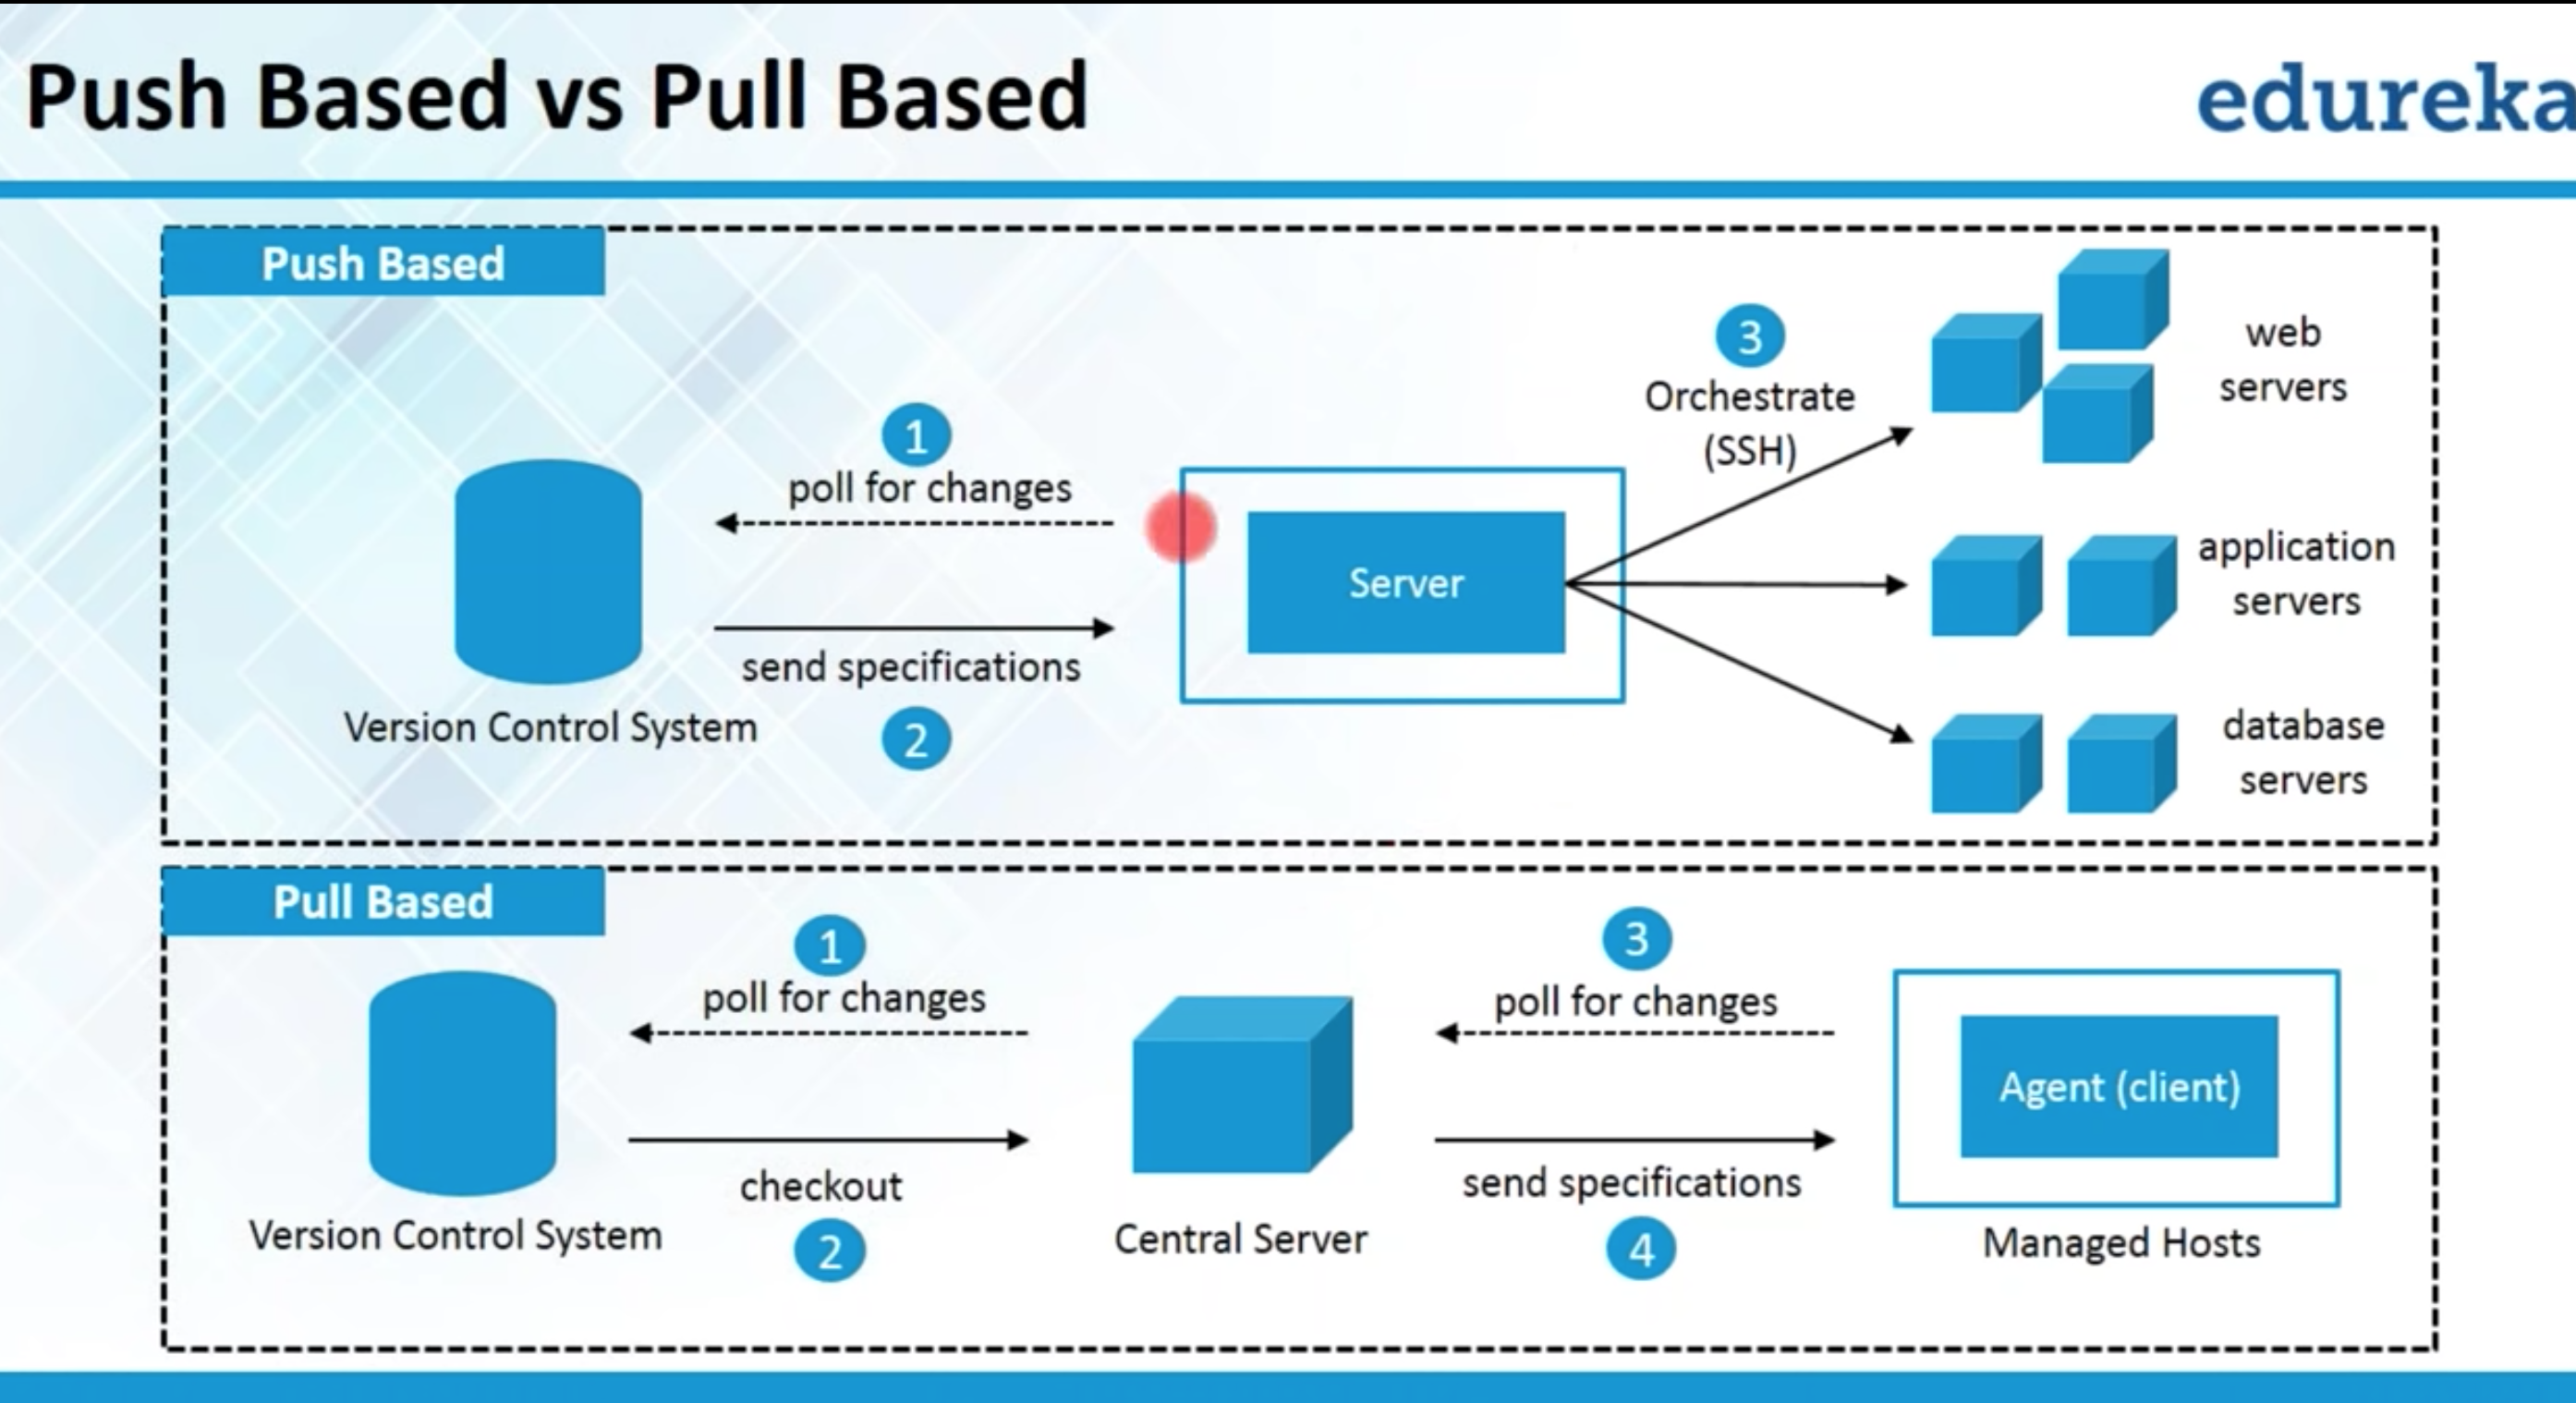 Push Based vs Pull Based
edureka
Push Based
1
poll for changes
send specifications
2
Version Control System
Server
3
Orchestrate
(SSH)
web
servers
application
servers
database
servers
Pull Based
1
poll for changes
checkout
2
Version Control System
Central Server
3
poll for changes
send specifications
4
Agent (client)
Managed Hosts